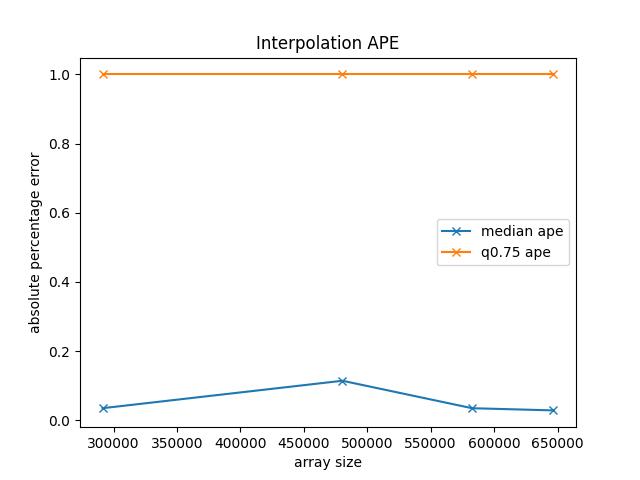 Interpolation APE
1.0
0.8
0.6
0.4
0.2
0.0
absolute percentage error
median ape
q0.75 ape
300000 350000 400000 450000 500000 550000 600000 650000
array size